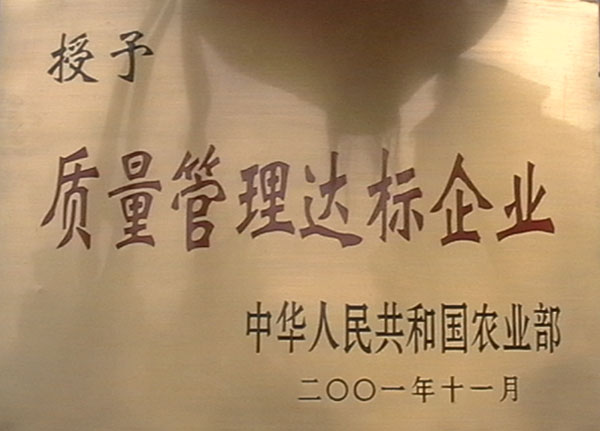 授予
质量管理达标企业
中华人民共和国农业部
二〇〇一年十一月